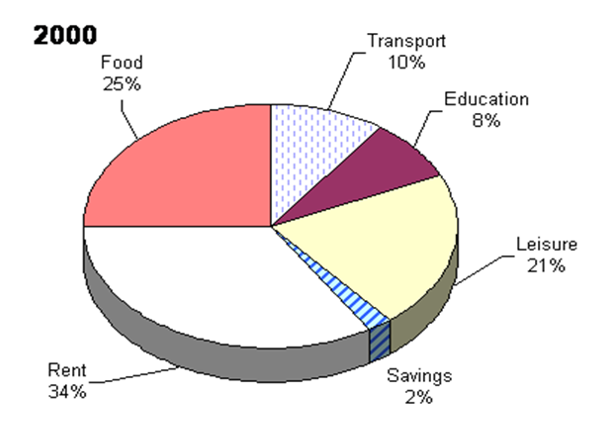 2000
Food
25%
Transport
10%
Education
8%
Leisure
21%
Savings
2%
Rent
34%